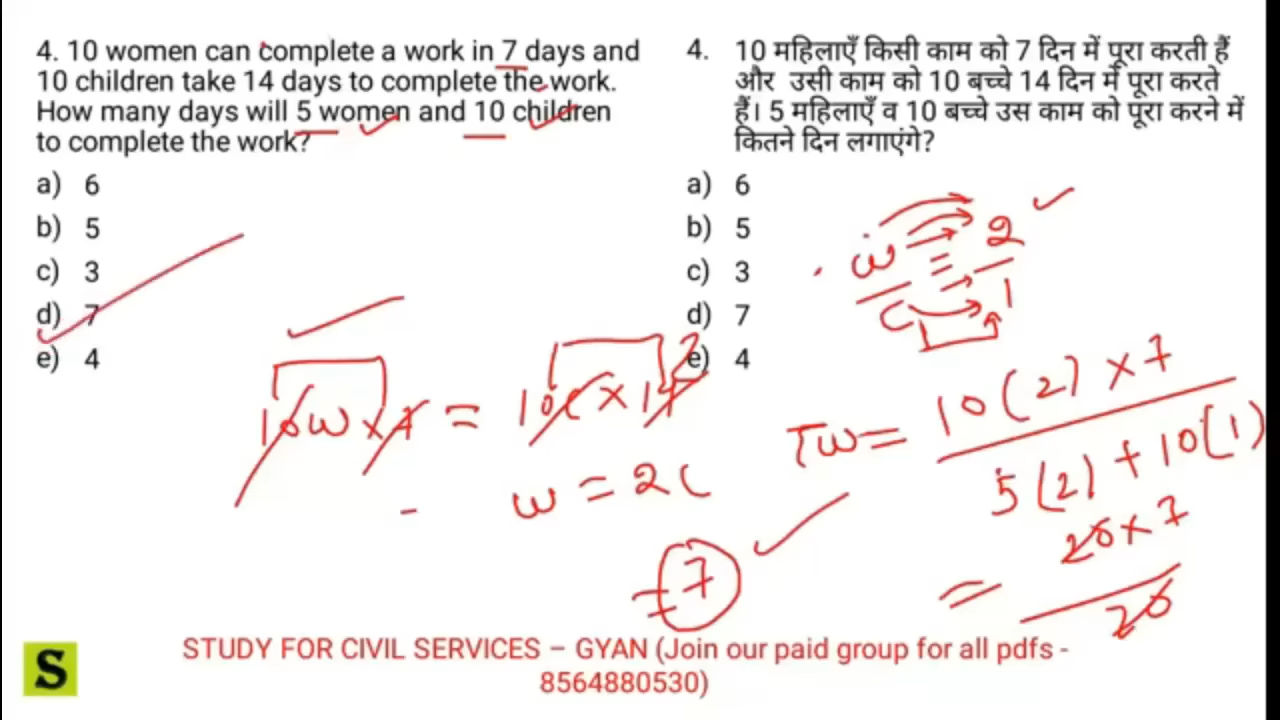 4. 10 women can complete a work in 7 days and
10 children take 14 days to complete the work.
How many days will 5 women and 10 children
to complete the work?
a) 6
b) 5
c) 3
d) 7
e) 4
4. 10 महिलाएँ किसी काम को 7 दिन में पूरा करती हैं
और उसी काम को 10 बच्चे 14 दिन में पूरा करते
हैं। 5 महिलाएँ व 10 बच्चे उस काम को पूरा करने में
कितने दिन लगाएंगे?
a) 6
b) 5
c) 3
d) 7
e) 4
w = 2
c 1
10w × 7 = 10c × 14 2
w = 2c
= 7
TW = 10(2) × 7
5(2) + 10(1)
= 20 × 7
20
S
STUDY FOR CIVIL SERVICES – GYAN (Join our paid group for all pdfs -
8564880530)